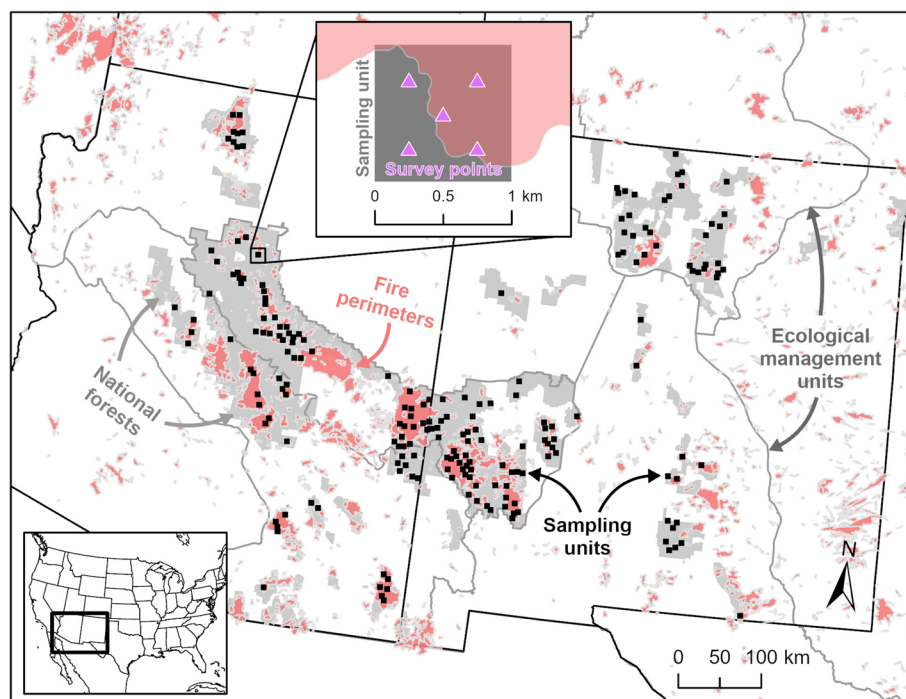 Sampling unit
Survey points
0 0.5 1 km
Fire
perimeters
National
forests
Ecological
management
units
Sampling
units
N
0 50 100 km